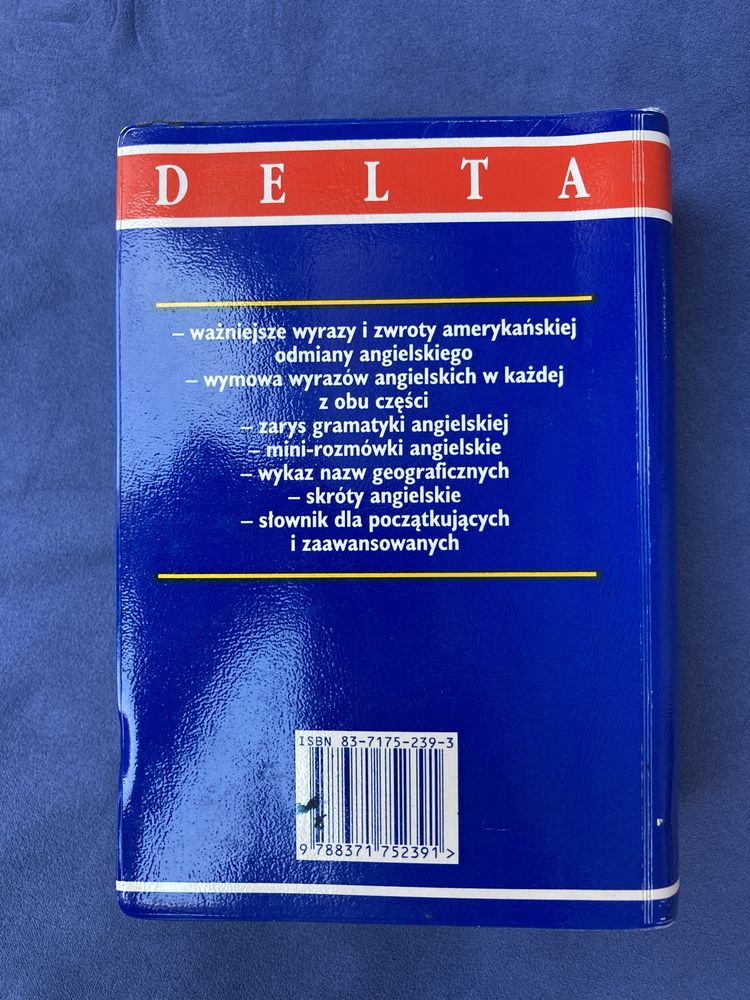 DELTA
– ważniejsze wyrazy i zwroty amerykańskiej
odmiany angielskiego
– wymowa wyrazów angielskich w każdej
z obu części
– zarys gramatyki angielskiej
– mini-rozmówki angielskie
– wykaz nazw geograficznych
– skróty angielskie
– słownik dla początkujących
i zaawansowanych
ISBN 83-7175-239-3
9 788371 752391 >